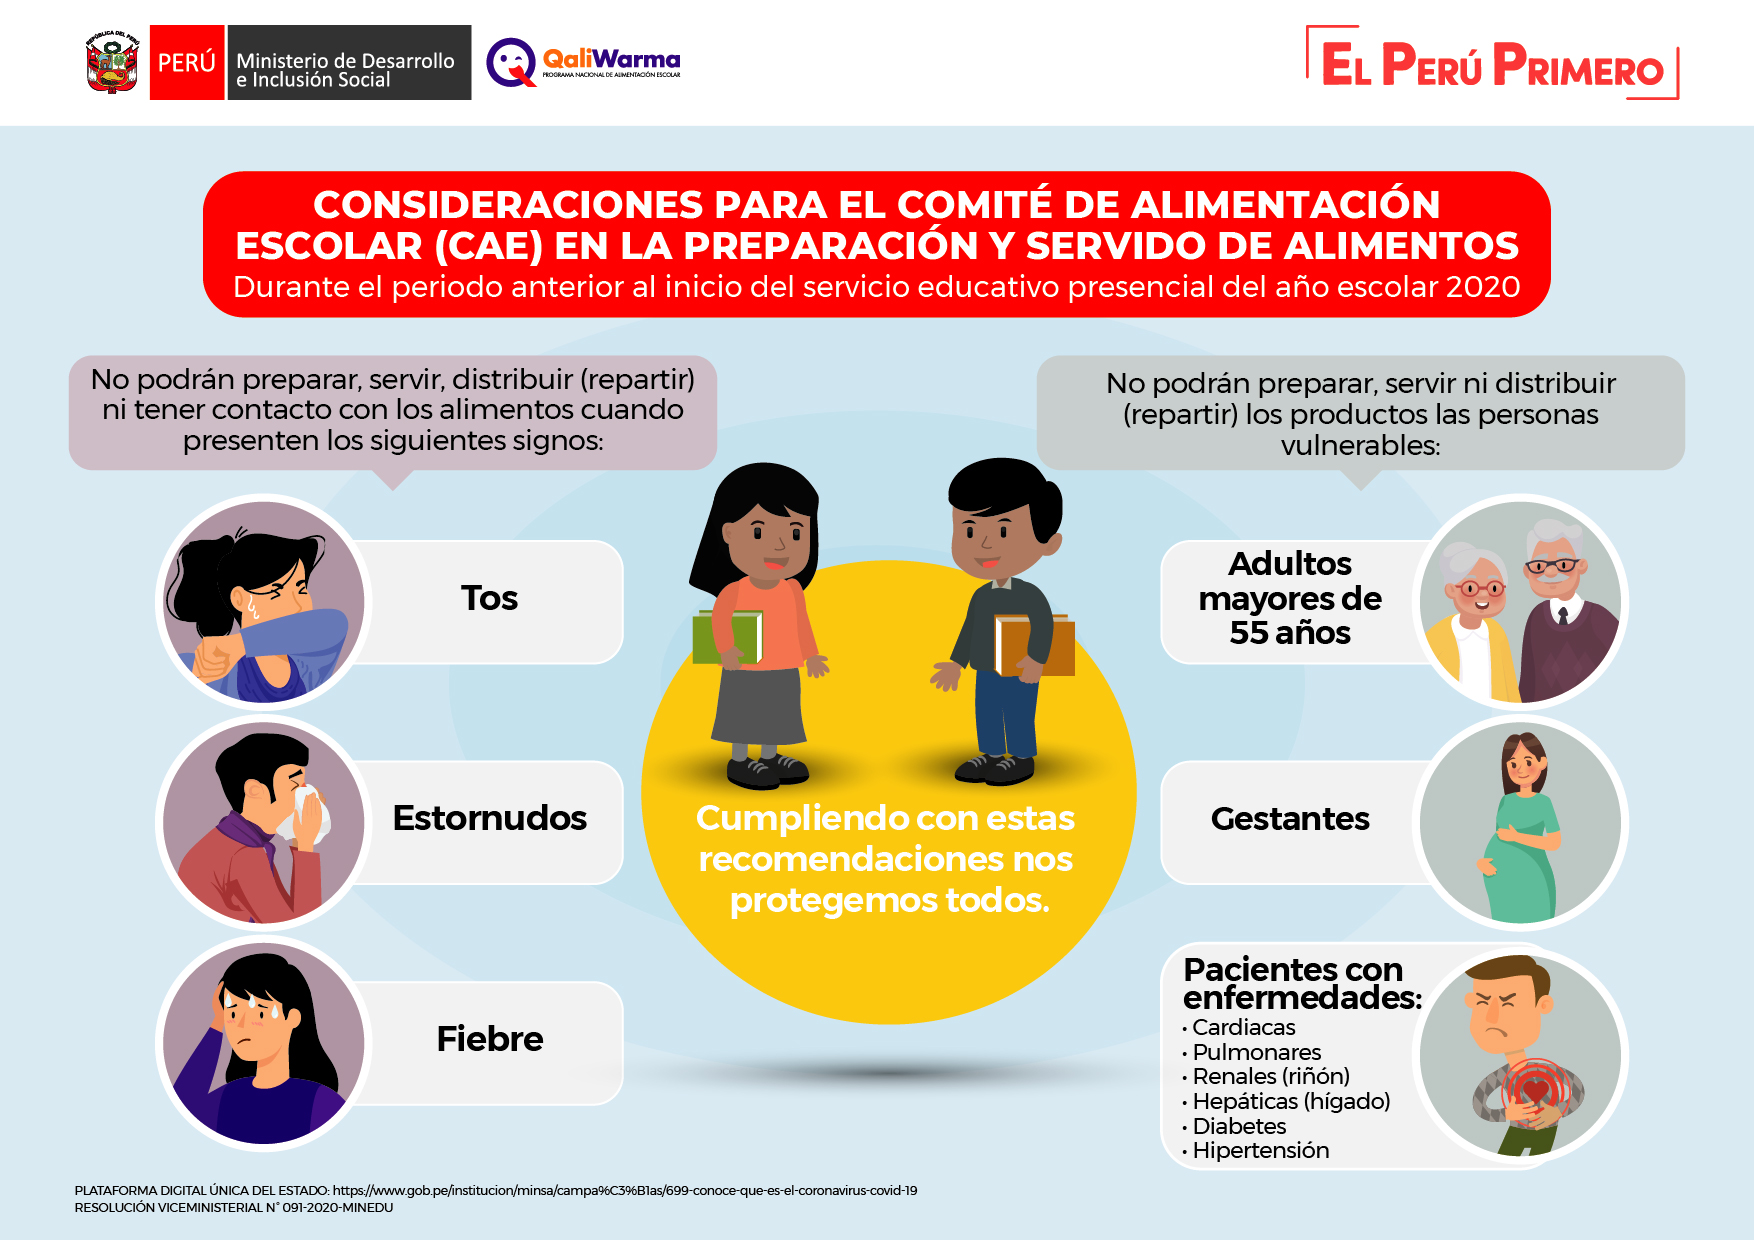 REPÚBLICA DEL PERÚ
PERÚ
Ministerio de Desarrollo
e Inclusión Social
QaliWarma
PROGRAMA NACIONAL DE ALIMENTACIÓN ESCOLAR
EL PERÚ PRIMERO
CONSIDERACIONES PARA EL COMITÉ DE ALIMENTACIÓN
ESCOLAR (CAE) EN LA PREPARACIÓN Y SERVIDO DE ALIMENTOS
Durante el periodo anterior al inicio del servicio educativo presencial del año escolar 2020
No podrán preparar, servir, distribuir (repartir)
ni tener contacto con los alimentos cuando
presenten los siguientes signos:
Tos
Estornudos
Fiebre
Cumpliendo con estas
recomendaciones nos
protegemos todos.
No podrán preparar, servir ni distribuir
(repartir) los productos las personas
vulnerables:
Adultos
mayores de
55 años
Gestantes
Pacientes con
enfermedades:
• Cardiacas
• Pulmonares
• Renales (riñón)
• Hepáticas (hígado)
• Diabetes
• Hipertensión
PLATAFORMA DIGITAL ÚNICA DEL ESTADO: https://www.gob.pe/institucion/minsa/campa%C3%B1as/699-conoce-que-es-el-coronavirus-covid-19
RESOLUCIÓN VICEMINISTERIAL N° 091-2020-MINEDU